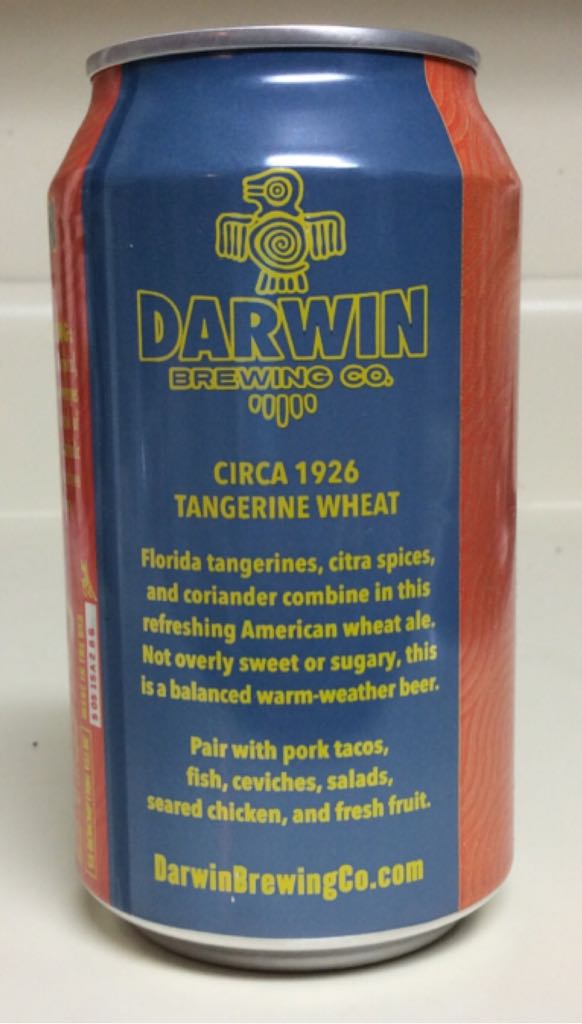 DARWIN
BREWING CO.
CIRCA 1926
TANGERINE WHEAT
Florida tangerines, citra spices,
and coriander combine in this
refreshing American wheat ale.
Not overly sweet or sugary, this
is a balanced warm-weather beer.
Pair with pork tacos,
fish, ceviches, salads,
seared chicken, and fresh fruit.
DarwinBrewingCo.com